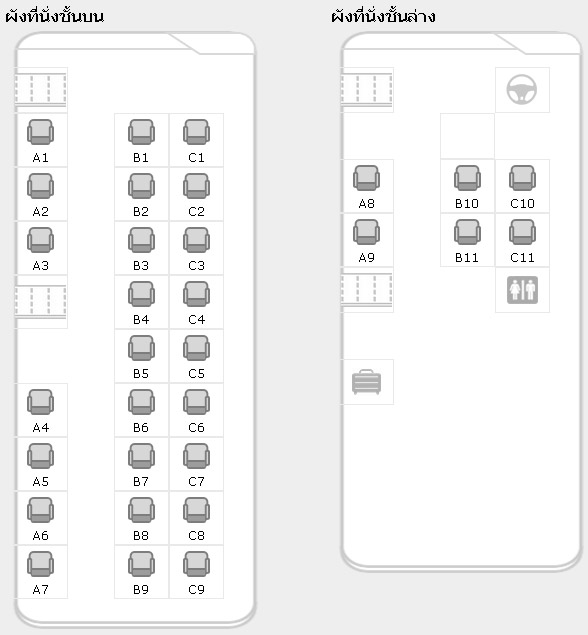 ผังที่นั่งชั้นบน
A1 B1 C1
A2 B2 C2
A3 B3 C3
B4 C4
B5 C5
A4 B6 C6
A5 B7 C7
A6 B8 C8
A7 B9 C9
ผังที่นั่งชั้นล่าง
A8 B10 C10
A9 B11 C11